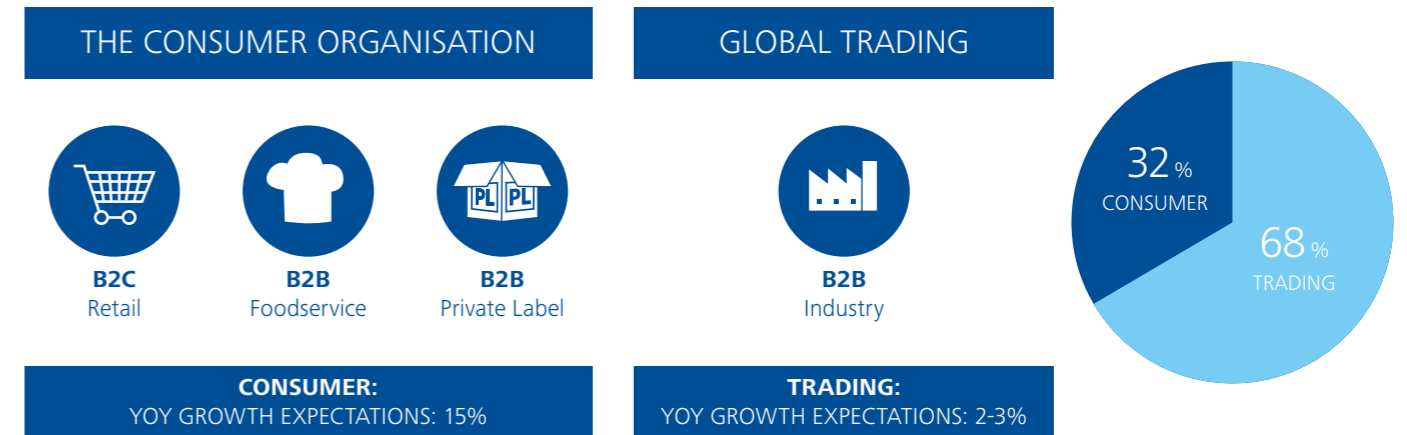 THE CONSUMER ORGANISATION
B2C
Retail
B2B
Foodservice
PL PL
B2B
Private Label
CONSUMER:
YOY GROWTH EXPECTATIONS: 15%
GLOBAL TRADING
B2B
Industry
TRADING:
YOY GROWTH EXPECTATIONS: 2-3%
32 %
CONSUMER
68 %
TRADING